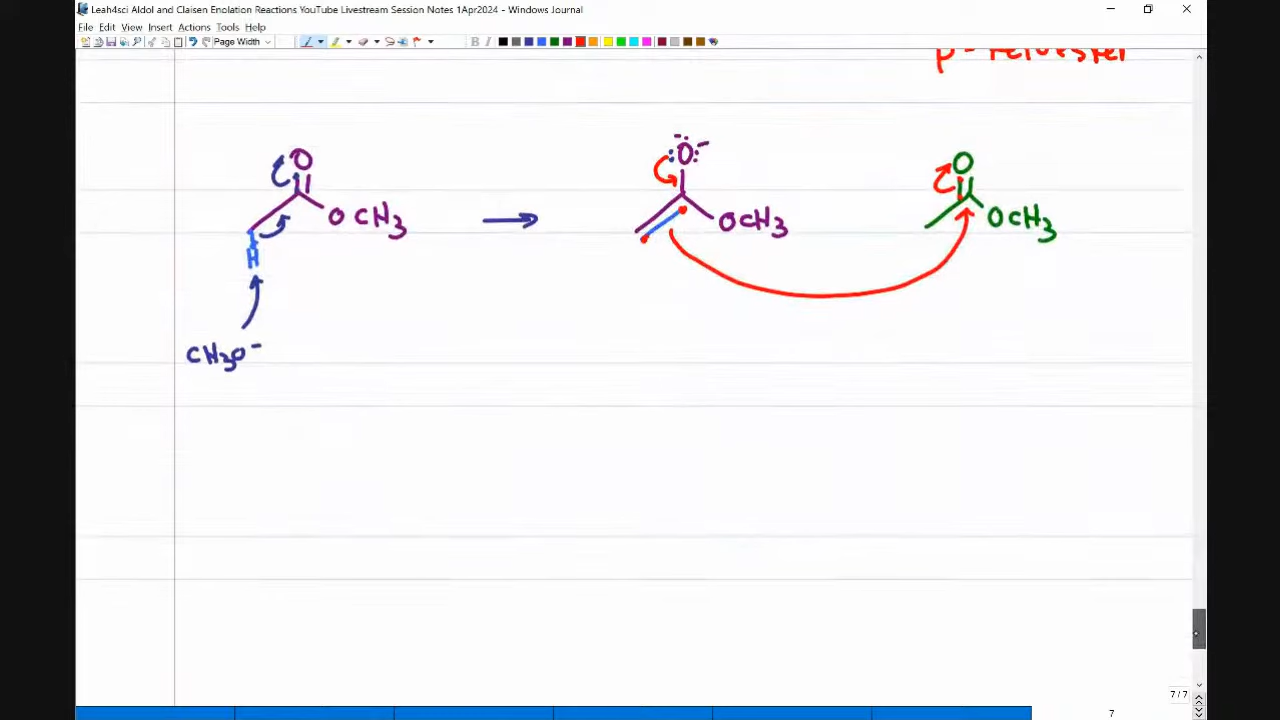 Leah4sci Aldol and Claisen Enolation Reactions YouTube Livestream Session Notes 1Apr2024 - Windows Journal
File Edit View Insert Actions Tools Help
Page Width B I
β-ketoester
O :Ö:⁻ O
OCH3 OCH3 OCH3
H
CH3O⁻
7 / 7
7